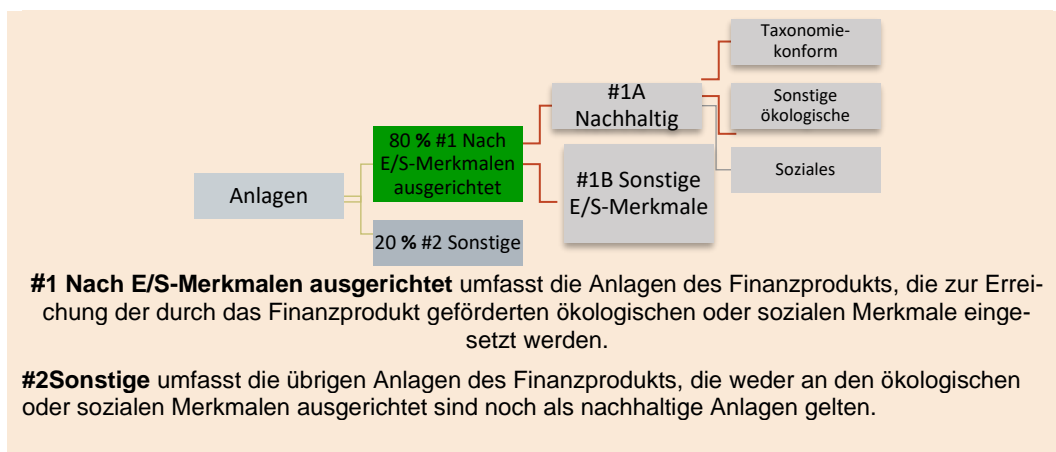 Taxonomie-
konform
#1A
Nachhaltig
Sonstige
ökologische
80 % #1 Nach
E/S-Merkmalen
ausgerichtet
Soziales
#1B Sonstige
E/S-Merkmale
Anlagen
20 % #2 Sonstige
#1 Nach E/S-Merkmalen ausgerichtet umfasst die Anlagen des Finanzprodukts, die zur Errei-
chung der durch das Finanzprodukt geförderten ökologischen oder sozialen Merkmale einge-
setzt werden.
#2Sonstige umfasst die übrigen Anlagen des Finanzprodukts, die weder an den ökologischen
oder sozialen Merkmalen ausgerichtet sind noch als nachhaltige Anlagen gelten.